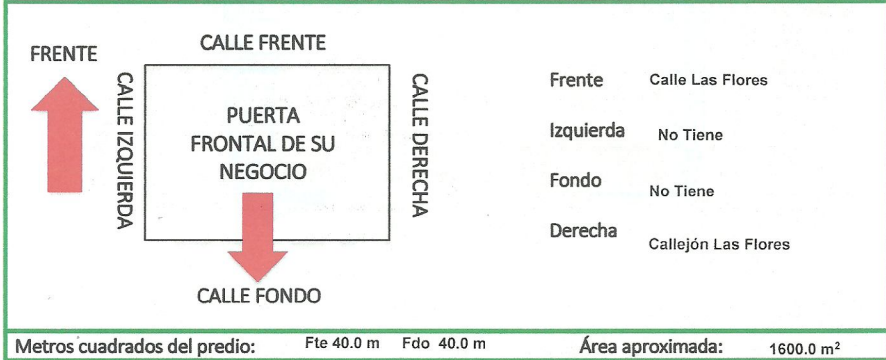 CALLE FRENTE
FRENTE
CALLE IZQUIERDA
PUERTA
FRONTAL DE SU
NEGOCIO
CALLE DERECHA
CALLE FONDO
Frente Calle Las Flores
Izquierda No Tiene
Fondo No Tiene
Derecha Callejón Las Flores
Metros cuadrados del predio: Fte 40.0 m Fdo 40.0 m Área aproximada: 1600.0 m²